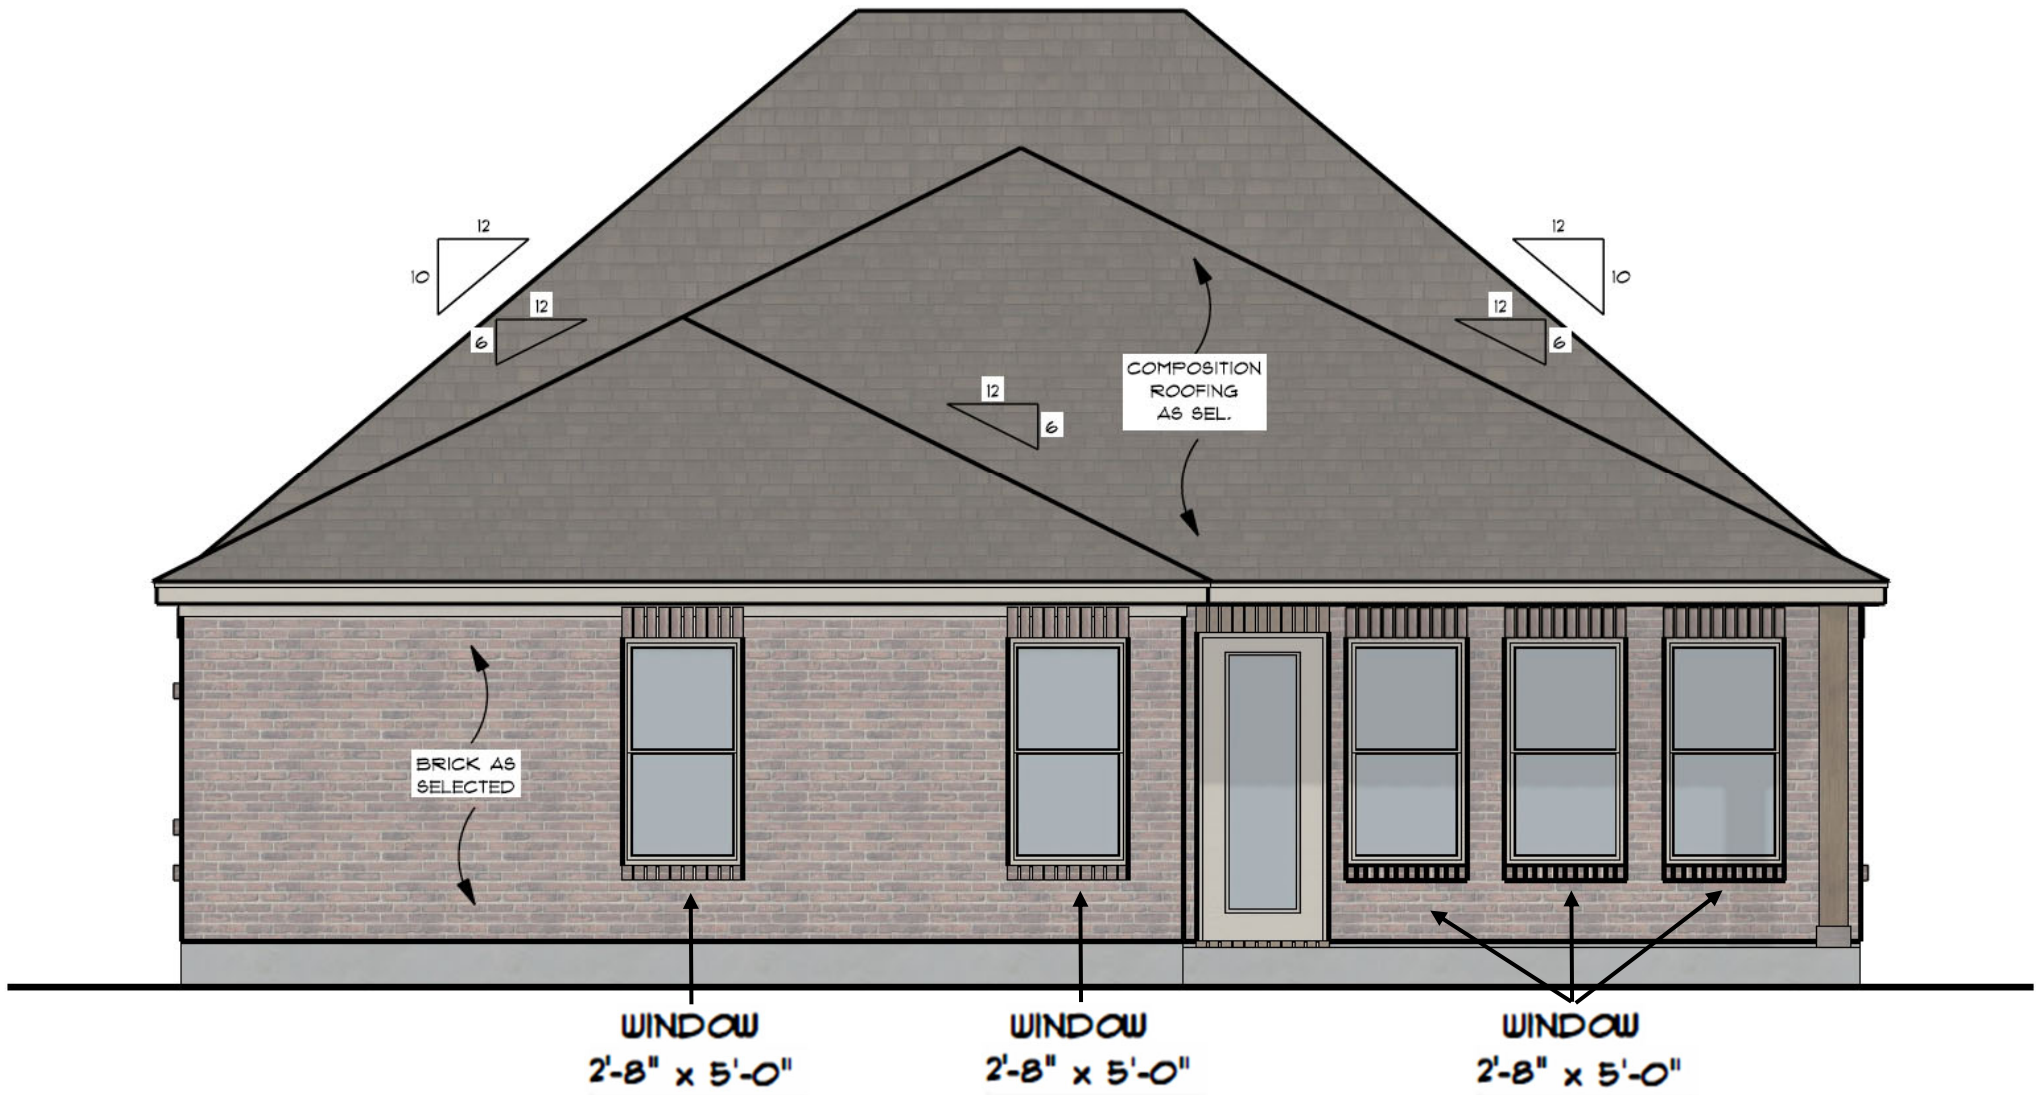 12
10
12
6
12
6
12
10
12
6
COMPOSITION
ROOFING
AS SEL.
BRICK AS
SELECTED
WINDOW
2'-8" x 5'-0"
WINDOW
2'-8" x 5'-0"
WINDOW
2'-8" x 5'-0"